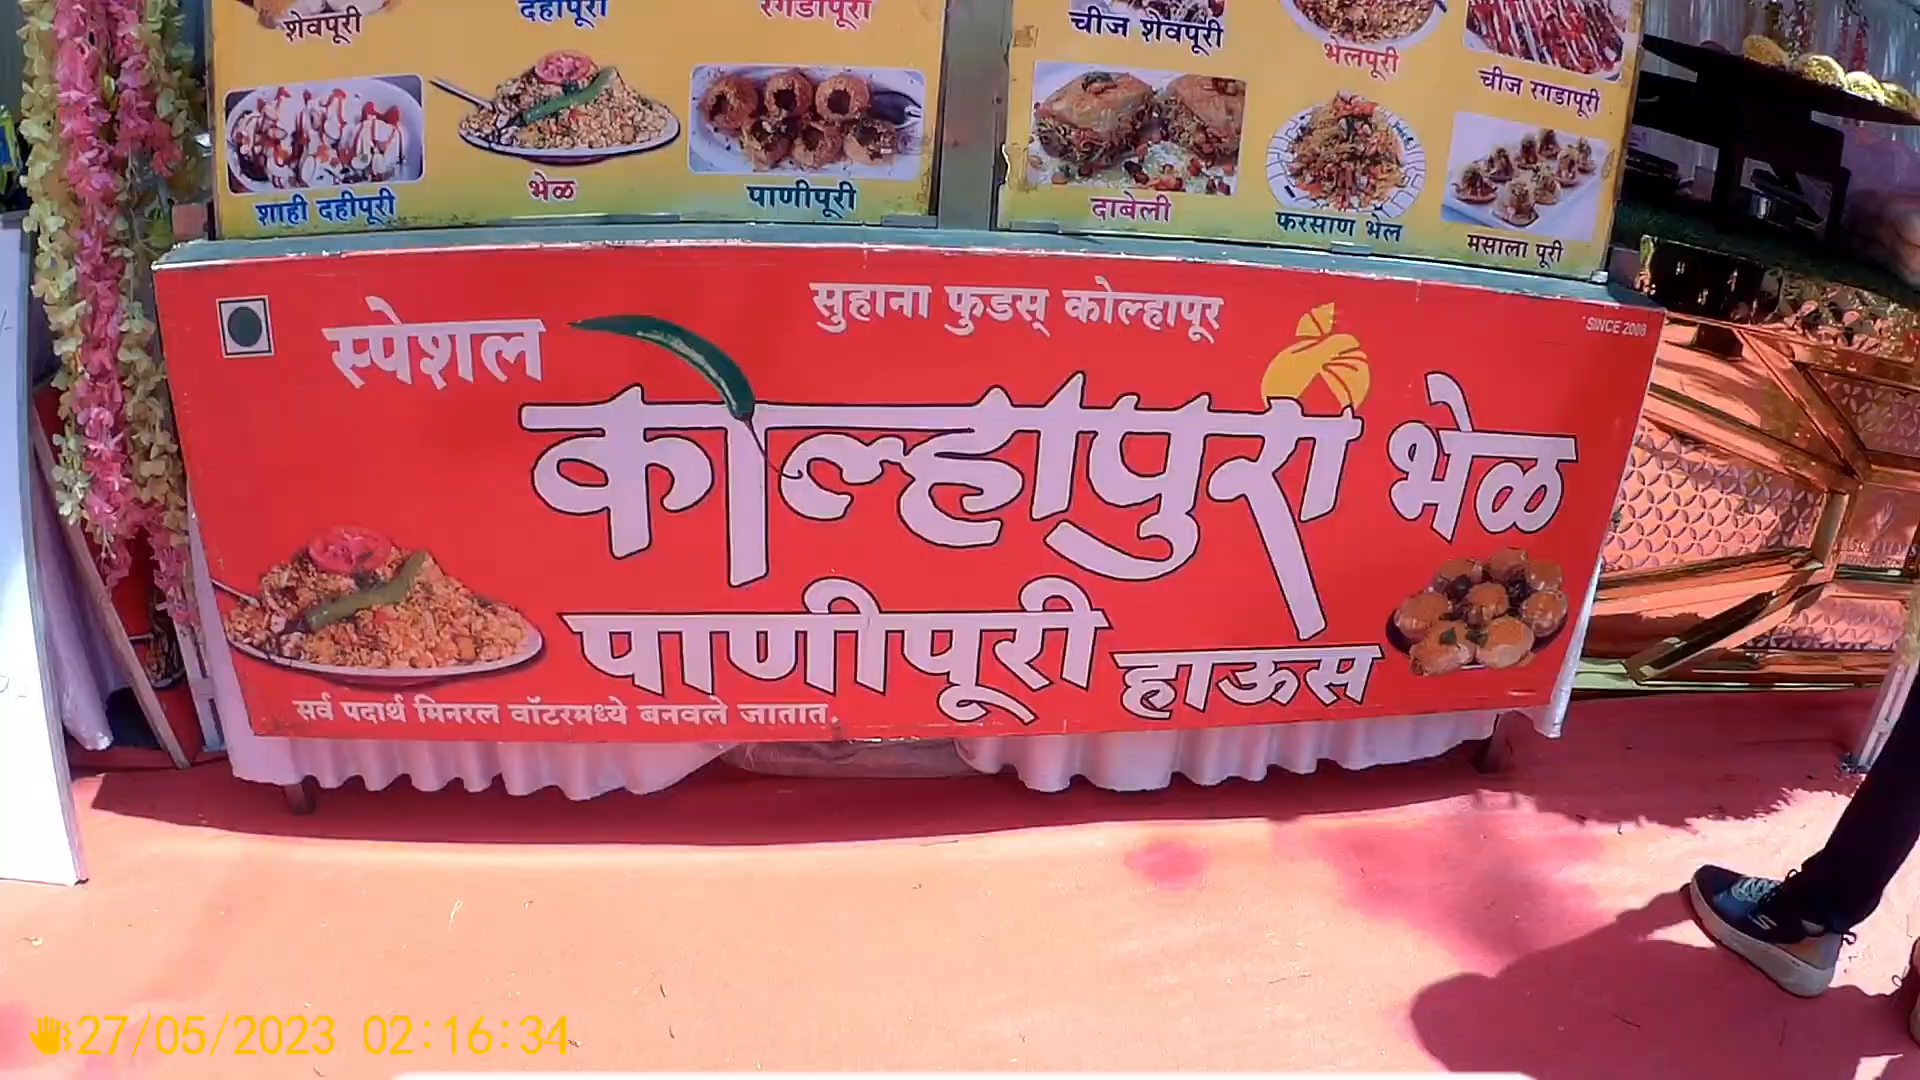 शेवपूरी
दहीपूरी
रगडापूरी
चीज शेवपूरी
भेलपूरी
चीज रगडापूरी
शाही दहीपूरी
भेळ
पाणीपूरी
दाबेली
फरसाण भेल
मसाला पूरी
सुहाना फुडस् कोल्हापूर
SINCE 2008
स्पेशल
कोल्हापुरी भेळ
पाणीपूरी हाऊस
सर्व पदार्थ मिनरल वॉटरमध्ये बनवले जातात.
27/05/2023 02:16:34